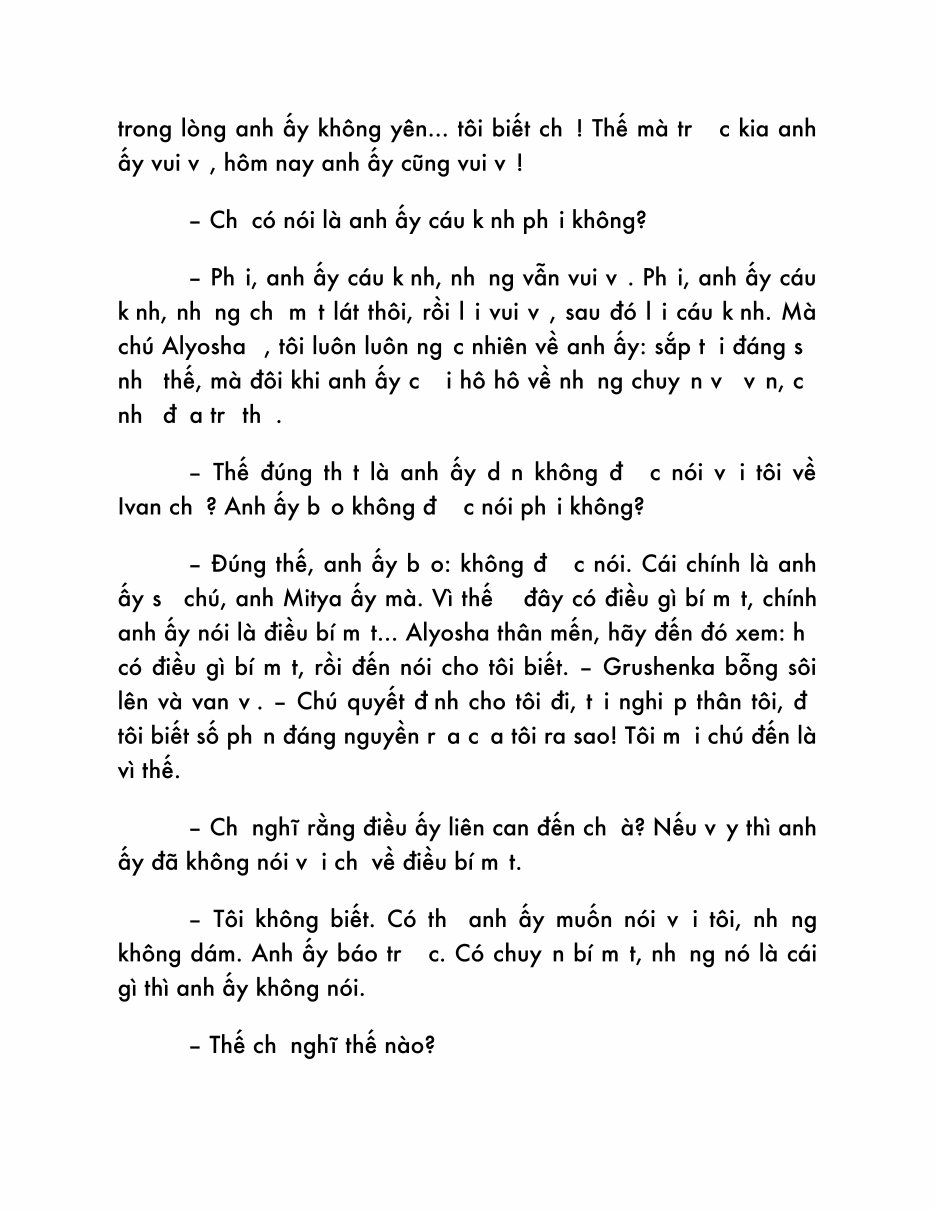 trong lòng anh ấy không yên... tôi biết ch ! Thế mà tr c kia anh
ấy vui v , hôm nay anh ấy cũng vui v !
– Ch có nói là anh ấy cáu k nh ph i không?
– Ph i, anh ấy cáu k nh, nh ng vẫn vui v . Ph i, anh ấy cáu
k nh, nh ng ch m t lát thôi, rồi l i vui v , sau đó l i cáu k nh. Mà
chú Alyosha , tôi luôn luôn ng c nhiên về anh ấy: sắp t i đáng s
nh thế, mà đôi khi anh ấy c i hô hô về nh ng chuy n v v n, c
nh đ a tr th .
– Thế đúng th t là anh ấy d n không đ c nói v i tôi về
Ivan ch ? Anh ấy b o không đ c nói ph i không?
– Đúng thế, anh ấy b o: không đ c nói. Cái chính là anh
ấy s chú, anh Mitya ấy mà. Vì thế đây có điều gì bí m t, chính
anh ấy nói là điều bí m t... Alyosha thân mến, hãy đến đó xem: h
có điều gì bí m t, rồi đến nói cho tôi biết. – Grushenka bỗng sôi
lên và van v . – Chú quyết đ nh cho tôi đi, t i nghi p thân tôi, đ
tôi biết số ph n đáng nguyền r a c a tôi ra sao! Tôi m i chú đến là
vì thế.
– Ch nghĩ rằng điều ấy liên can đến ch à? Nếu v y thì anh
ấy đã không nói v i ch về điều bí m t.
– Tôi không biết. Có th anh ấy muốn nói v i tôi, nh ng
không dám. Anh ấy báo tr c. Có chuy n bí m t, nh ng nó là cái
gì thì anh ấy không nói.
– Thế ch nghĩ thế nào?